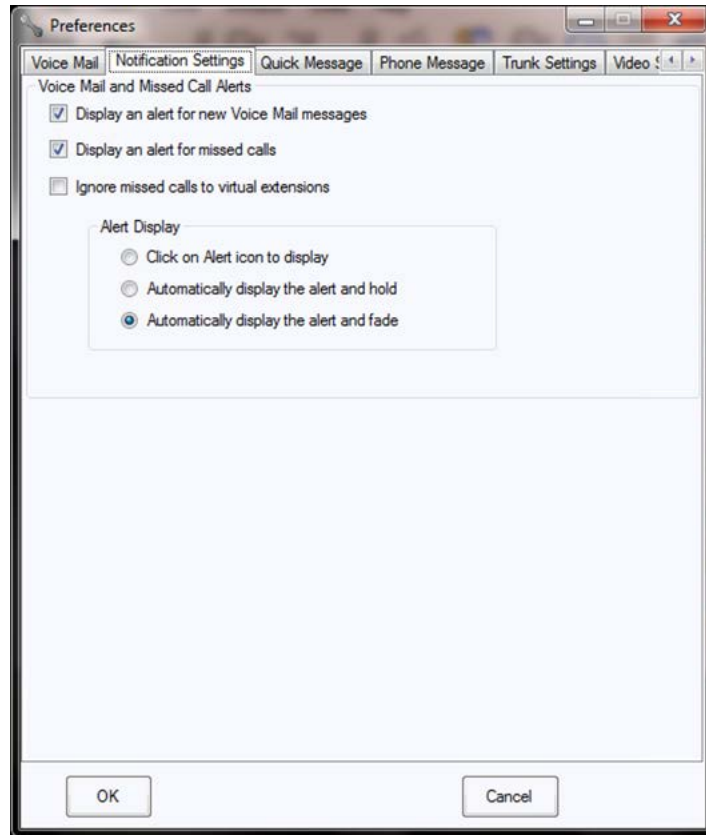 Preferences
Voice Mail Notification Settings Quick Message Phone Message Trunk Settings Video
Voice Mail and Missed Call Alerts
Display an alert for new Voice Mail messages
Display an alert for missed calls
Ignore missed calls to virtual extensions
Alert Display
Click on Alert icon to display
Automatically display the alert and hold
Automatically display the alert and fade
OK Cancel